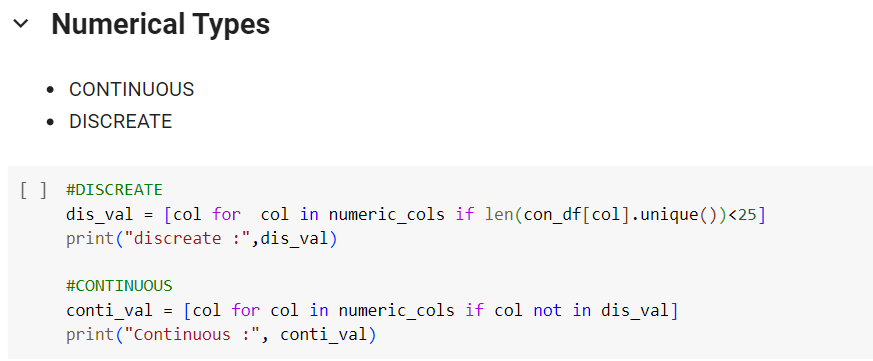 Numerical Types
• CONTINUOUS
• DISCREATE
[ ] #DISCREATE
dis_val = [col for  col in numeric_cols if len(con_df[col].unique())<25]
print("discreate :",dis_val)
#CONTINUOUS
conti_val = [col for col in numeric_cols if col not in dis_val]
print("Continuous :", conti_val)